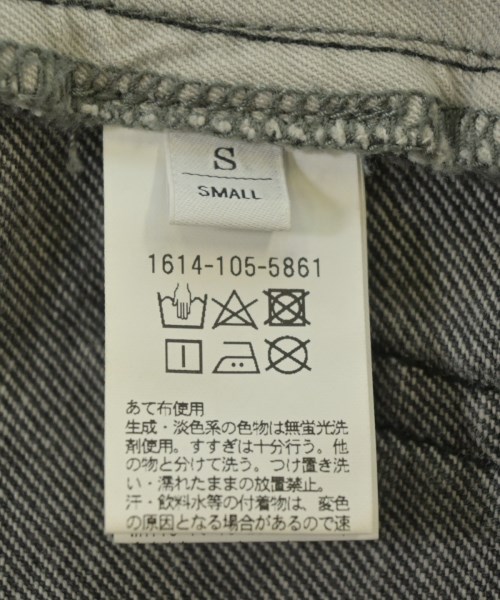 S
SMALL
1614-105-5861
あて布使用
生成・淡色系の色物は無蛍光洗
剤使用。すすぎは十分行う。他
の物と分けて洗う。つけ置き洗
い・濡れたままの放置禁止。
汗・飲料水等の付着物は、変色
の原因となる場合があるので速